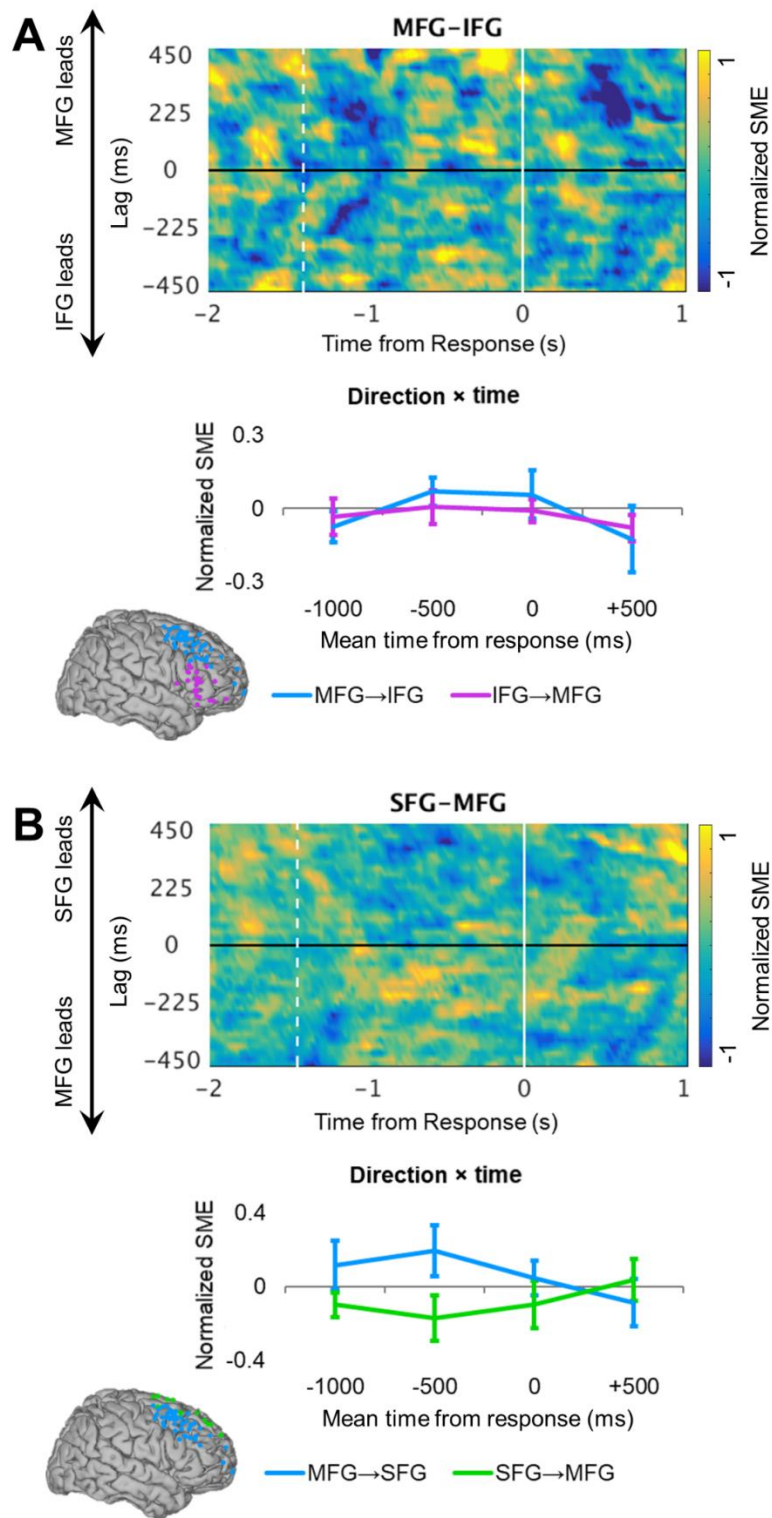 A
MFG–IFG
MFG leads
IFG leads
Lag (ms)
450
225
0
-225
-450
-2
-1
0
1
Time from Response (s)
1
-1
Normalized SME
Direction × time
Normalized SME
0.3
0
-0.3
-1000
-500
0
+500
Mean time from response (ms)
MFG→IFG
IFG→MFG
B
SFG–MFG
SFG leads
MFG leads
Lag (ms)
450
225
0
-225
-450
-2
-1
0
1
Time from Response (s)
1
-1
Normalized SME
Direction × time
Normalized SME
0.4
0
-0.4
-1000
-500
0
+500
Mean time from response (ms)
MFG→SFG
SFG→MFG